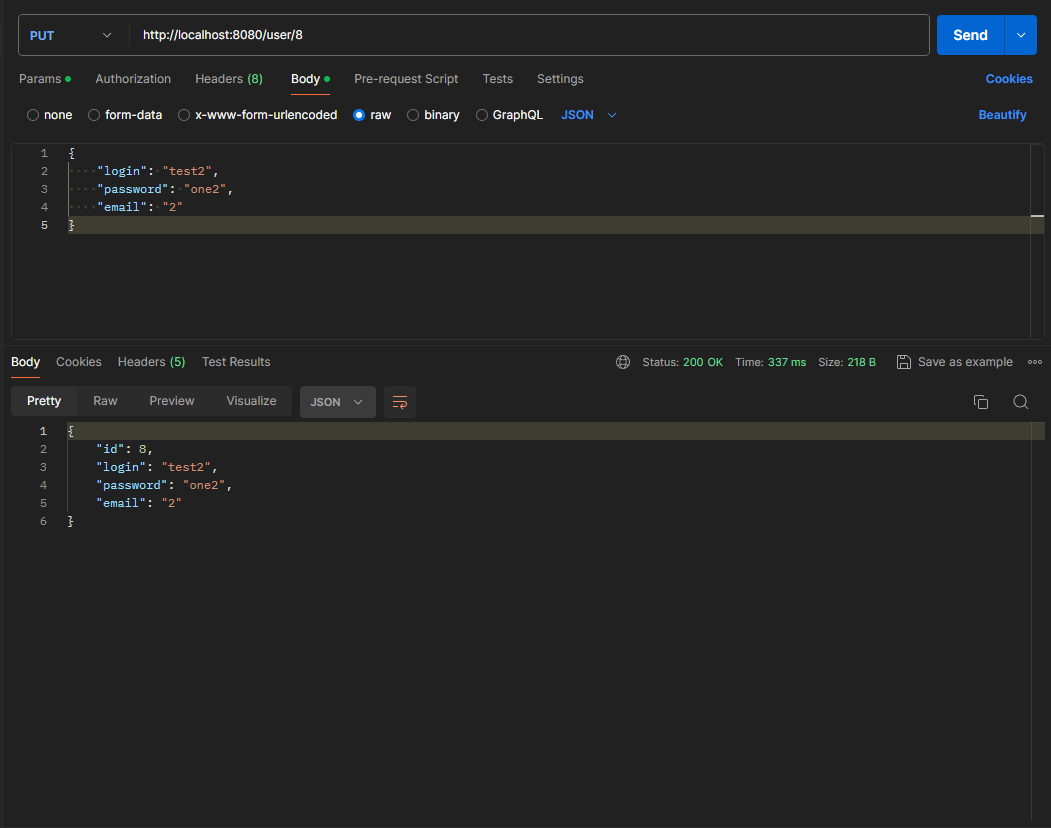 PUT http://localhost:8080/user/8 Send
Params Authorization Headers (8) Body Pre-request Script Tests Settings Cookies
none form-data x-www-form-urlencoded raw binary GraphQL JSON Beautify
1 {
2 ····"login":·"test2",
3 ····"password":·"one2",
4 ····"email":·"2"
5 }
Body Cookies Headers (5) Test Results Status: 200 OK Time: 337 ms Size: 218 B Save as example
Pretty Raw Preview Visualize JSON
1 {
2     "id": 8,
3     "login": "test2",
4     "password": "one2",
5     "email": "2"
6 }